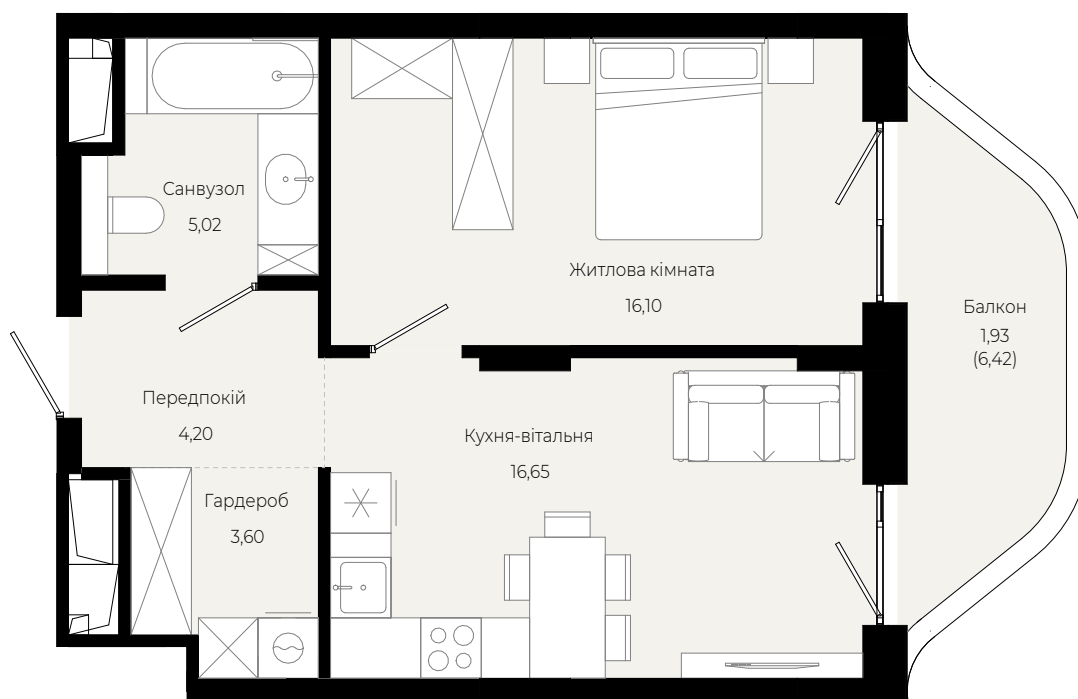 Санвузол
5,02
Житлова кімната
16,10
Балкон
1,93
(6,42)
Передпокій
4,20
Кухня-вітальня
16,65
Гардероб
3,60